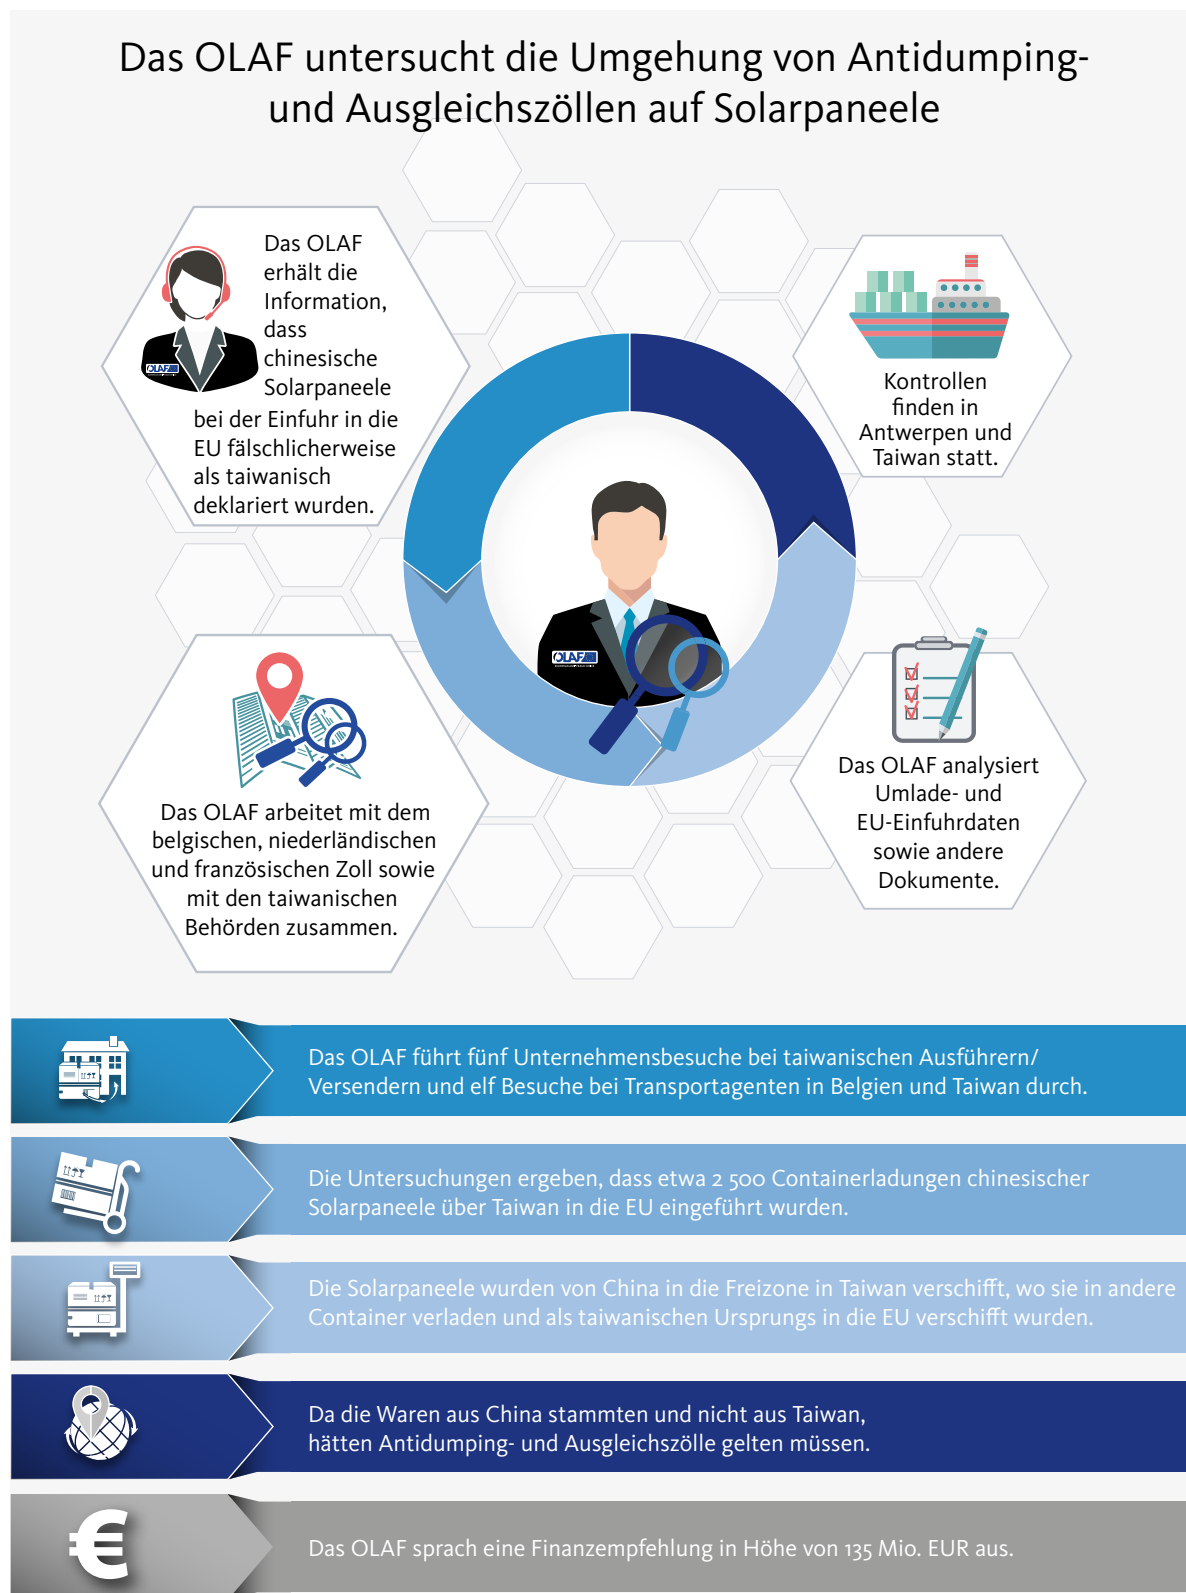 Das OLAF untersucht die Umgehung von Antidumping-
und Ausgleichszöllen auf Solarpaneele
Das OLAF
erhält die
Information,
dass
chinesische
Solarpaneele
bei der Einfuhr in die
EU fälschlicherweise
als taiwanisch
deklariert wurden.
OLAF
Kontrollen
finden in
Antwerpen und
Taiwan statt.
OLAF
Das OLAF arbeitet mit dem
belgischen, niederländischen
und französischen Zoll sowie
mit den taiwanischen
Behörden zusammen.
Das OLAF analysiert
Umlade- und
EU-Einfuhrdaten
sowie andere
Dokumente.
Das OLAF führt fünf Unternehmensbesuche bei taiwanischen Ausführern/
Versendern und elf Besuche bei Transportagenten in Belgien und Taiwan durch.
Die Untersuchungen ergeben, dass etwa 2 500 Containerladungen chinesischer
Solarpaneele über Taiwan in die EU eingeführt wurden.
Die Solarpaneele wurden von China in die Freizone in Taiwan verschifft, wo sie in andere
Container verladen und als taiwanischen Ursprungs in die EU verschifft wurden.
Da die Waren aus China stammten und nicht aus Taiwan,
hätten Antidumping- und Ausgleichszölle gelten müssen.
€
Das OLAF sprach eine Finanzempfehlung in Höhe von 135 Mio. EUR aus.